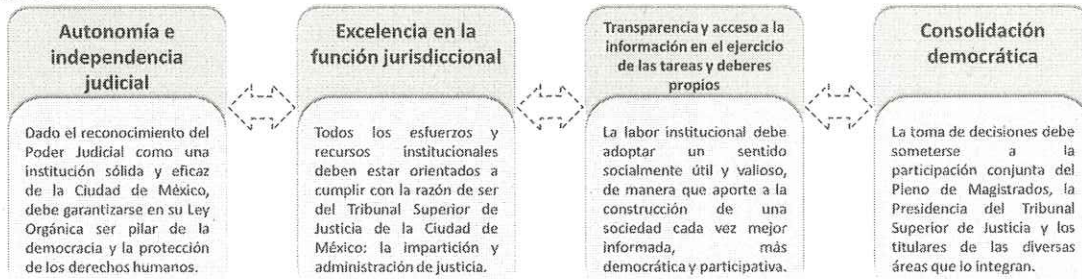 Autonomía e
independencia
judicial
Dado el reconocimiento del
Poder Judicial como una
institución sólida y eficaz
de la Ciudad de México,
debe garantizarse en su Ley
Orgánica ser pilar de la
democracia y la protección
de los derechos humanos.
Excelencia en la
función jurisdiccional
Todos los esfuerzos y
recursos institucionales
deben estar orientados a
cumplir con la razón de ser
del Tribunal Superior de
Justicia de la Ciudad de
México: la impartición y
administración de justicia.
Transparencia y acceso a la
información en el ejercicio
de las tareas y deberes
propios
La labor institucional debe
adoptar un sentido
socialmente útil y valioso,
de manera que aporte a la
construcción de una
sociedad cada vez mejor
informada, más
democrática y participativa.
Consolidación
democrática
La toma de decisiones debe
someterse a la
participación conjunta del
Pleno de Magistrados, la
Presidencia del Tribunal
Superior de Justicia y los
titulares de las diversas
áreas que lo integran.